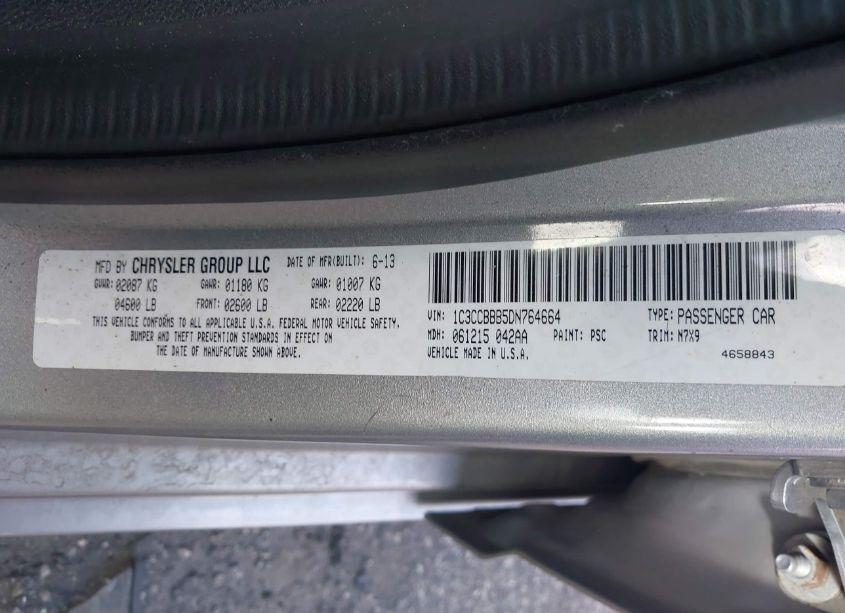 MFD BY CHRYSLER GROUP LLC DATE OF MFR(BUILT): 6-13
GVWR: 02087 KG GAWR: 01180 KG GAWR: 01007 KG
04600 LB FRONT: 02600 LB REAR: 02220 LB
THIS VEHICLE CONFORMS TO ALL APPLICABLE U.S.A. FEDERAL MOTOR VEHICLE SAFETY,
BUMPER AND THEFT PREVENTION STANDARDS IN EFFECT ON
THE DATE OF MANUFACTURE SHOWN ABOVE.
VIN: 1C3CCBBB5DN764664 TYPE: PASSENGER CAR
MDH: 061215 042AA PAINT: PSC TRIM: N7X9
VEHICLE MADE IN U.S.A. 4658843